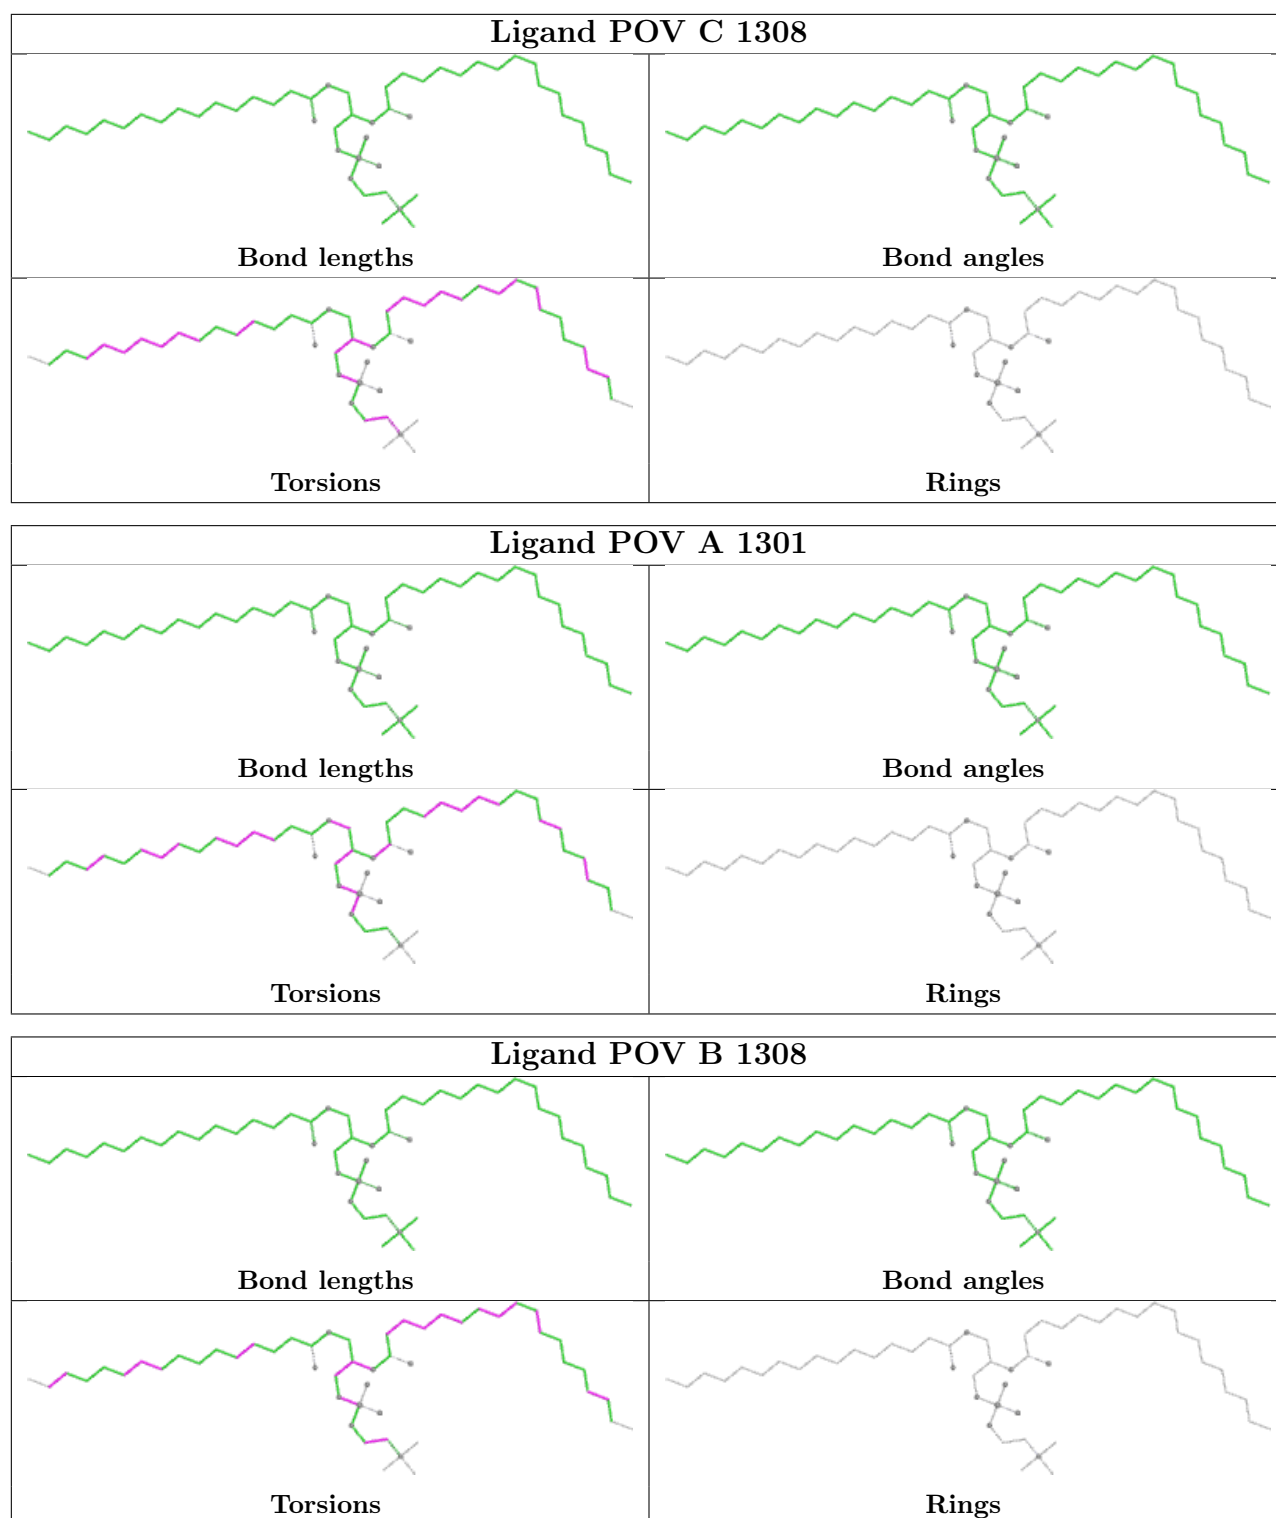 Ligand POV C 1308
Bond lengths
Bond angles
Torsions
Rings
Ligand POV A 1301
Bond lengths
Bond angles
Torsions
Rings
Ligand POV B 1308
Bond lengths
Bond angles
Torsions
Rings